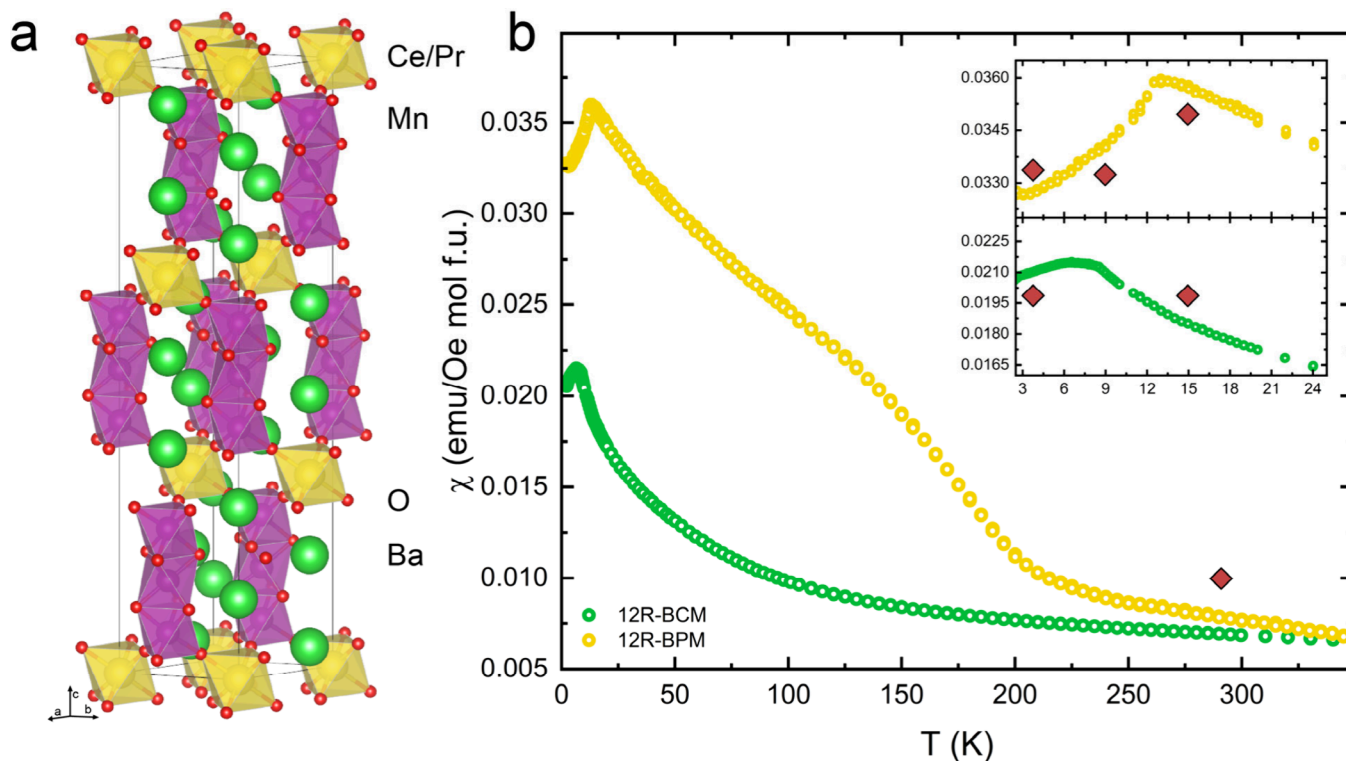 a
Ce/Pr
Mn
O
Ba
c
a
b
b
χ (emu/Oe mol f.u.)
0.035
0.030
0.025
0.020
0.015
0.010
0.005
0 50 100 150 200 250 300
T (K)
12R-BCM
12R-BPM
0.0360
0.0345
0.0330
0.0225
0.0210
0.0195
0.0180
0.0165
3 6 9 12 15 18 21 24